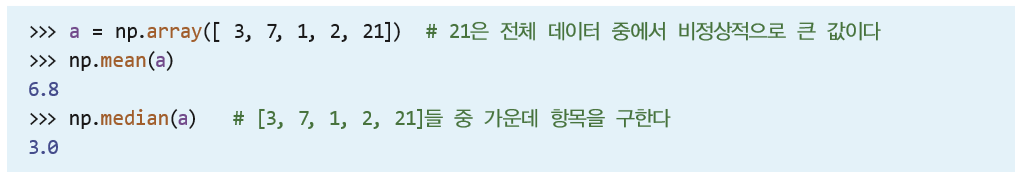 >>> a = np.array([ 3, 7, 1, 2, 21])  # 21은 전체 데이터 중에서 비정상적으로 큰 값이다
>>> np.mean(a)
6.8
>>> np.median(a)   # [3, 7, 1, 2, 21]들 중 가운데 항목을 구한다
3.0